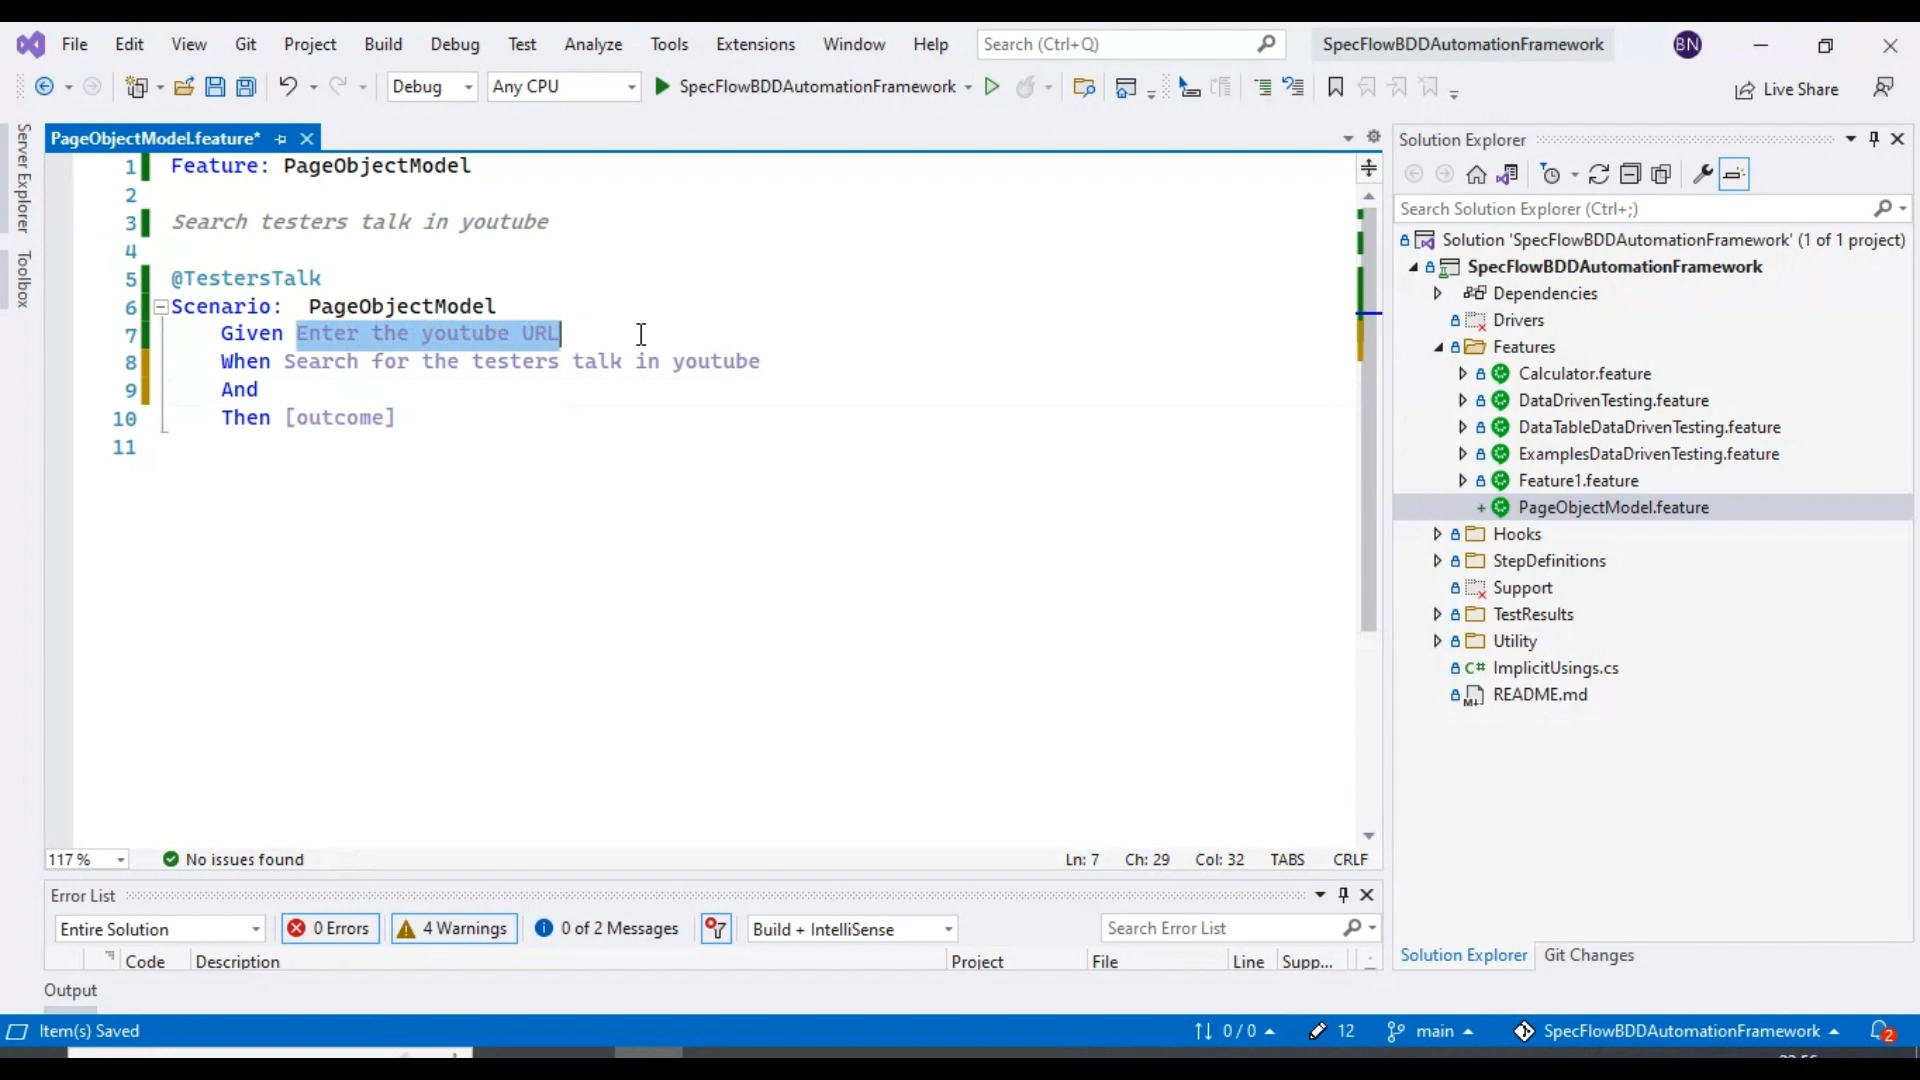 File Edit View Git Project Build Debug Test Analyze Tools Extensions Window Help Search (Ctrl+Q) SpecFlowBDDAutomationFramework BN
Debug Any CPU SpecFlowBDDAutomationFramework Live Share
Server Explorer
Toolbox
PageObjectModel.feature*
1 Feature: PageObjectModel
2
3 Search testers talk in youtube
4
5 @TestersTalk
6 Scenario: PageObjectModel
7 Given Enter the youtube URL
8 When Search for the testers talk in youtube
9 And
10 Then [outcome]
11
117 % No issues found Ln: 7 Ch: 29 Col: 32 TABS CRLF
Error List
Entire Solution 0 Errors 4 Warnings 0 of 2 Messages Build + IntelliSense Search Error List
Code Description Project File Line Supp...
Output
Solution Explorer
Search Solution Explorer (Ctrl+;)
Solution 'SpecFlowBDDAutomationFramework' (1 of 1 project)
SpecFlowBDDAutomationFramework
Dependencies
Drivers
Features
Calculator.feature
DataDrivenTesting.feature
DataTableDataDrivenTesting.feature
ExamplesDataDrivenTesting.feature
Feature1.feature
PageObjectModel.feature
Hooks
StepDefinitions
Support
TestResults
Utility
C# ImplicitUsings.cs
README.md
Solution Explorer Git Changes
Item(s) Saved 0 / 0 12 main SpecFlowBDDAutomationFramework 2